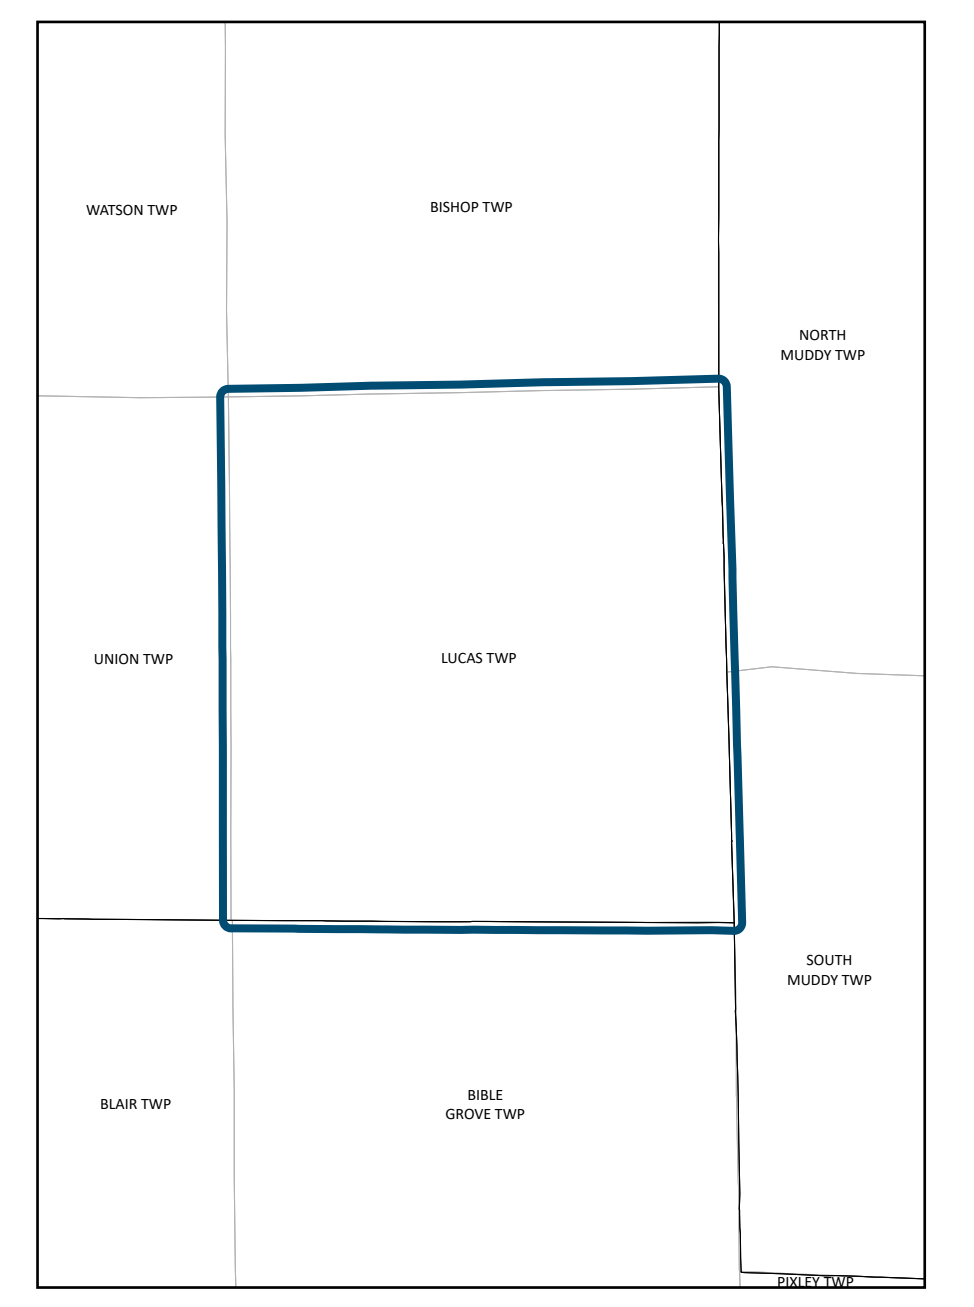 WATSON TWP
BISHOP TWP
NORTH
MUDDY TWP
UNION TWP
LUCAS TWP
SOUTH
MUDDY TWP
BLAIR TWP
BIBLE
GROVE TWP
PIXLEY TWP